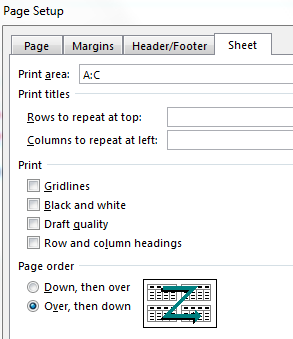 Page Setup
Page Margins Header/Footer Sheet
Print area: A:C
Print titles
Rows to repeat at top:
Columns to repeat at left:
Print
Gridlines
Black and white
Draft quality
Row and column headings
Page order
Down, then over
Over, then down